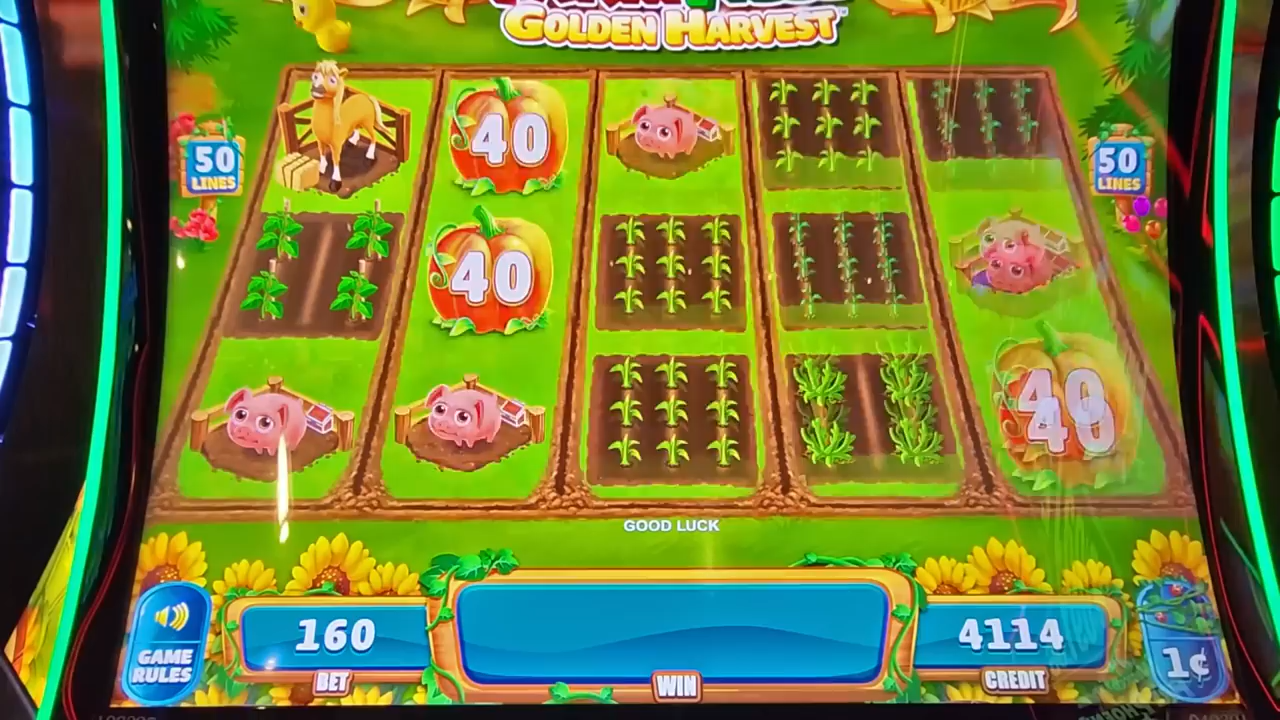 GOLDEN HARVEST
50
LINES
40
40
40
50
LINES
GOOD LUCK
GAME
RULES
160
BET
WIN
4114
CREDIT
1¢